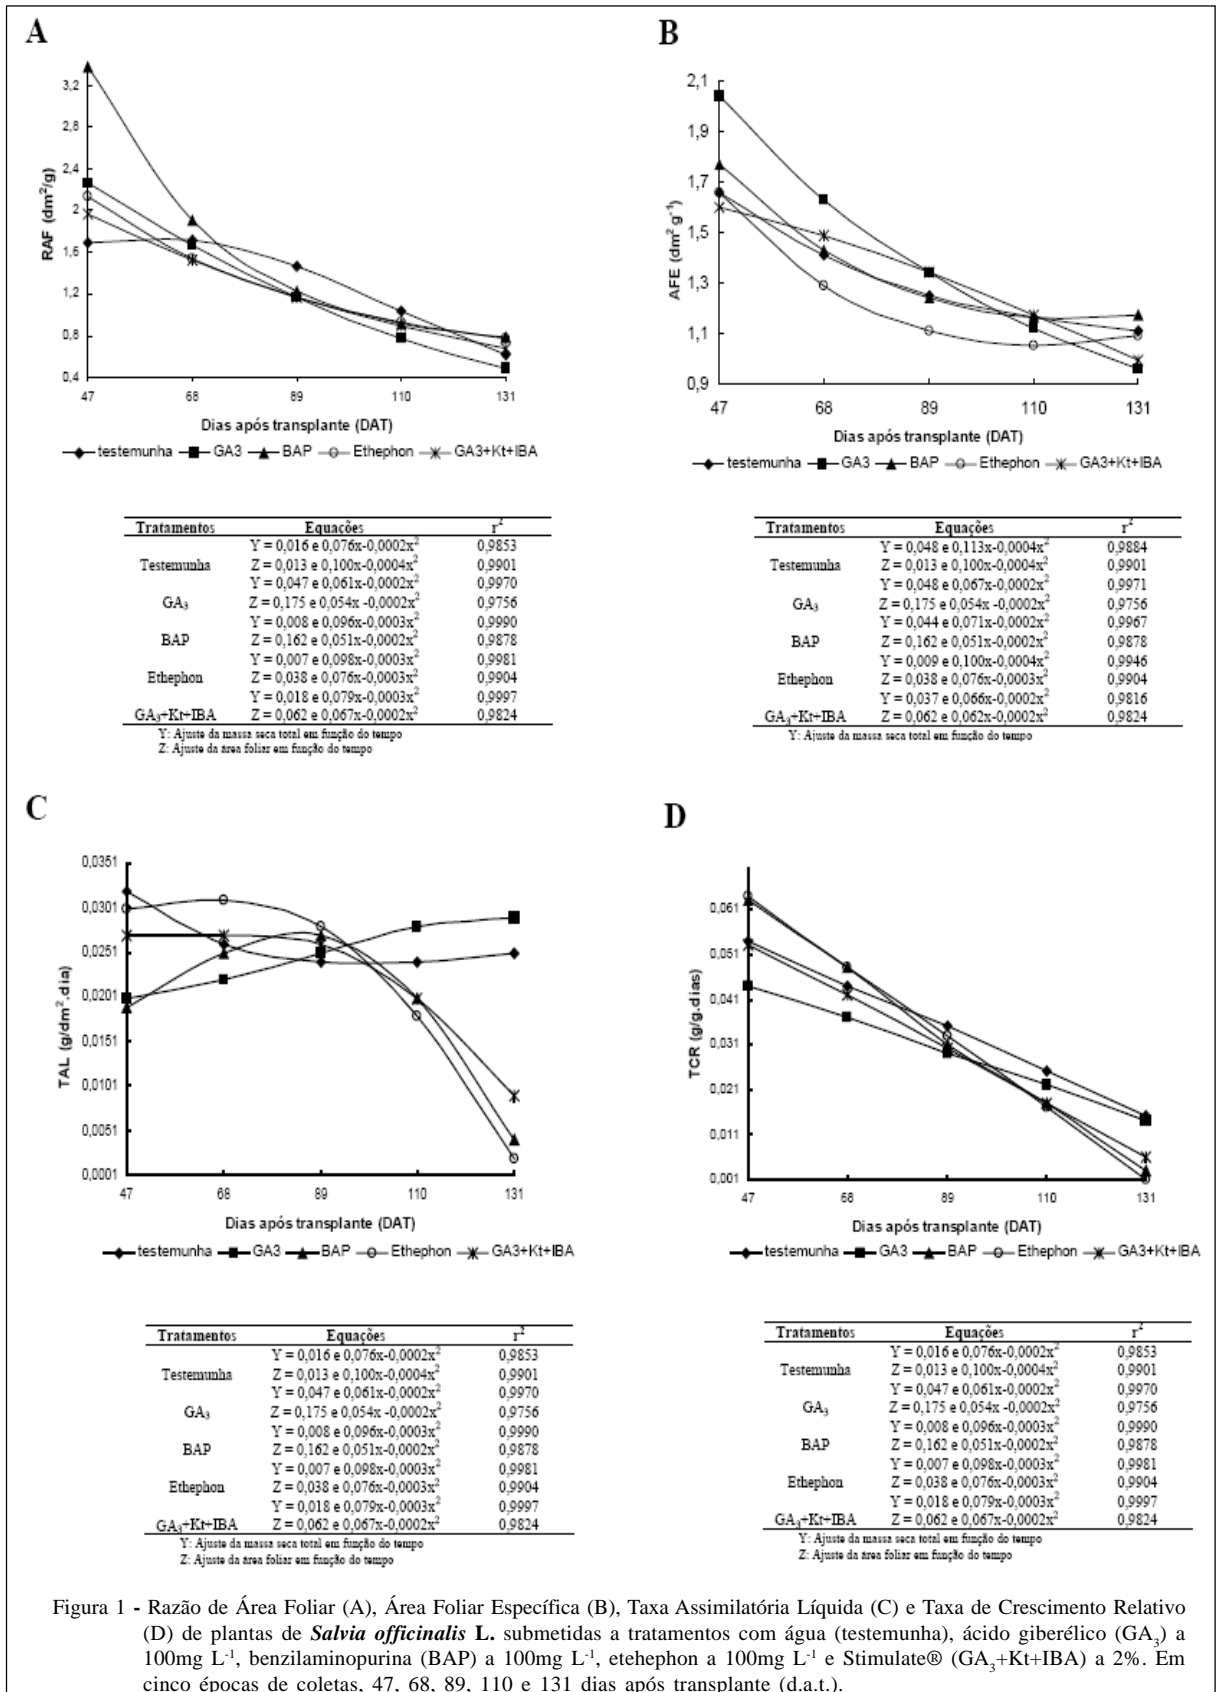 A
3,2
2,8
2,4
2
1,6
1,2
0,8
0,4
RAF (dm²/g)
47 68 89 110 131
Dias após transplante (DAT)
testemunha GA3 BAP Ethephon GA3+Kt+IBA
Tratamentos Equações r²
Y = 0,016 e 0,076x-0,0002x² 0,9853
Testemunha Z = 0,013 e 0,100x-0,0004x² 0,9901
Y = 0,047 e 0,061x-0,0002x² 0,9970
GA₃ Z = 0,175 e 0,054x -0,0002x² 0,9756
Y = 0,008 e 0,096x-0,0003x² 0,9990
BAP Z = 0,162 e 0,051x-0,0002x² 0,9878
Y = 0,007 e 0,098x-0,0003x² 0,9981
Ethephon Z = 0,038 e 0,076x-0,0003x² 0,9904
Y = 0,018 e 0,079x-0,0003x² 0,9997
GA₃+Kt+IBA Z = 0,062 e 0,067x-0,0002x² 0,9824
Y: Ajuste da massa seca total em função do tempo
Z: Ajuste da área foliar em função do tempo
B
2,1
1,9
1,7
1,5
1,3
1,1
0,9
AFE (dm² g⁻¹)
47 68 89 110 131
Dias após transplante (DAT)
testemunha GA3 BAP Ethephon GA3+Kt+IBA
Tratamentos Equações r²
Y = 0,048 e 0,113x-0,0004x² 0,9884
Testemunha Z = 0,013 e 0,100x-0,0004x² 0,9901
Y = 0,048 e 0,067x-0,0002x² 0,9971
GA₃ Z = 0,175 e 0,054x -0,0002x² 0,9756
Y = 0,044 e 0,071x-0,0002x² 0,9967
BAP Z = 0,162 e 0,051x-0,0002x² 0,9878
Y = 0,009 e 0,100x-0,0004x² 0,9946
Ethephon Z = 0,038 e 0,076x-0,0003x² 0,9904
Y = 0,037 e 0,066x-0,0002x² 0,9816
GA₃+Kt+IBA Z = 0,062 e 0,062x-0,0002x² 0,9824
Y: Ajuste da massa seca total em função do tempo
C
0,0351
0,0301
0,0251
0,0201
0,0151
0,0101
0,0051
0,0001
TAL (g/dm².dia)
47 68 89 110 131
Dias após transplante (DAT)
testemunha GA3 BAP Ethephon GA3+Kt+IBA
Tratamentos Equações r²
Y = 0,016 e 0,076x-0,0002x² 0,9853
Testemunha Z = 0,013 e 0,100x-0,0004x² 0,9901
Y = 0,047 e 0,061x-0,0002x² 0,9970
GA₃ Z = 0,175 e 0,054x -0,0002x² 0,9756
Y = 0,008 e 0,096x-0,0003x² 0,9990
BAP Z = 0,162 e 0,051x-0,0002x² 0,9878
Y = 0,007 e 0,098x-0,0003x² 0,9981
Ethephon Z = 0,038 e 0,076x-0,0003x² 0,9904
Y = 0,018 e 0,079x-0,0003x² 0,9997
GA₃+Kt+IBA Z = 0,062 e 0,067x-0,0002x² 0,9824
Y: Ajuste da massa seca total em função do tempo
Z: Ajuste da área foliar em função do tempo
D
0,061
0,051
0,041
0,031
0,021
0,011
0,001
TCR (g/g.dias)
47 68 89 110 131
Dias após transplante (DAT)
testemunha GA3 BAP Ethephon GA3+Kt+IBA
Tratamentos Equações r²
Y = 0,016 e 0,076x-0,0002x² 0,9853
Testemunha Z = 0,013 e 0,100x-0,0004x² 0,9901
Y = 0,047 e 0,061x-0,0002x² 0,9970
GA₃ Z = 0,175 e 0,054x -0,0002x² 0,9756
Y = 0,008 e 0,096x-0,0003x² 0,9990
BAP Z = 0,162 e 0,051x-0,0002x² 0,9878
Y = 0,007 e 0,098x-0,0003x² 0,9981
Ethephon Z = 0,038 e 0,076x-0,0003x² 0,9904
Y = 0,018 e 0,079x-0,0003x² 0,9997
GA₃+Kt+IBA Z = 0,062 e 0,067x-0,0002x² 0,9824
Y: Ajuste da massa seca total em função do tempo
Z: Ajuste da área foliar em função do tempo
Figura 1 - Razão de Área Foliar (A), Área Foliar Específica (B), Taxa Assimilatória Líquida (C) e Taxa de Crescimento Relativo
(D) de plantas de Salvia officinalis L. submetidas a tratamentos com água (testemunha), ácido giberélico (GA₃) a
100mg L⁻¹, benzilaminopurina (BAP) a 100mg L⁻¹, etehephon a 100mg L⁻¹ e Stimulate® (GA₃+Kt+IBA) a 2%. Em
cinco épocas de coletas, 47, 68, 89, 110 e 131 dias após transplante (d.a.t.).